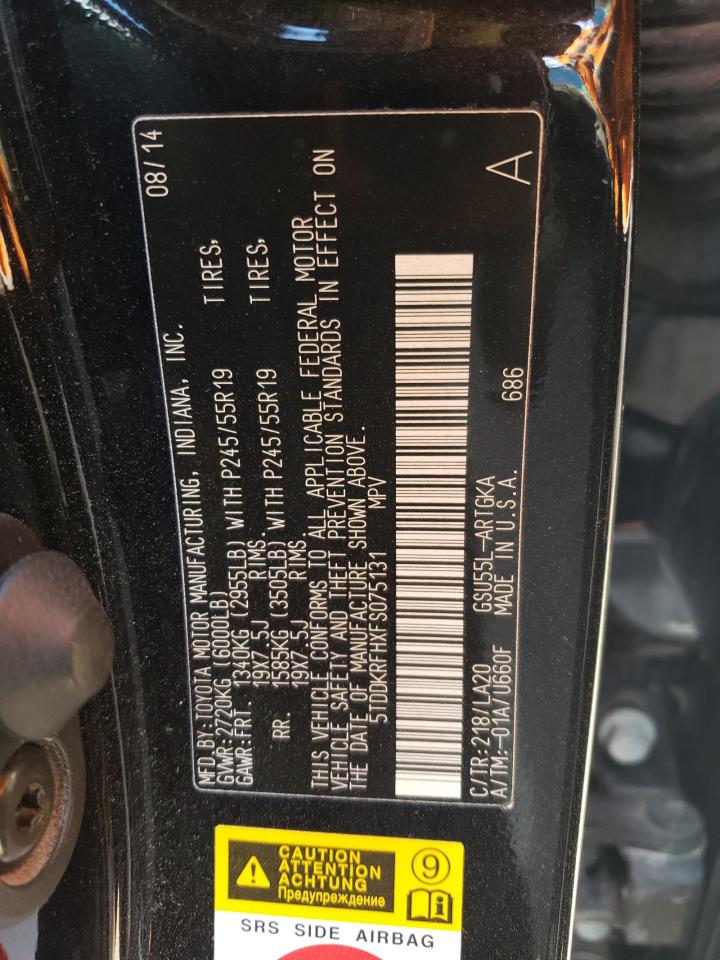 MFD.BY:TOYOTA MOTOR MANUFACTURING, INDIANA, INC. 08/14
GVWR:2720KG (6000LB)
GAWR:FRT. 1340KG (2955LB) WITH P245/55R19 TIRES,
19X7.5J RIMS.
RR. 1585KG (3505LB) WITH P245/55R19 TIRES,
19X7.5J RIMS.
THIS VEHICLE CONFORMS TO ALL APPLICABLE FEDERAL MOTOR
VEHICLE SAFETY AND THEFT PREVENTION STANDARDS IN EFFECT ON
THE DATE OF MANUFACTURE SHOWN ABOVE.
5TDDKRFHXFS075131 MPV
C/TR:218/LA20 GSU55L-ARTGKA
A/TM:-01A/U660F MADE IN U.S.A. 686 A
CAUTION
ATTENTION
ACHTUNG
Предупреждение
9
SRS SIDE AIRBAG